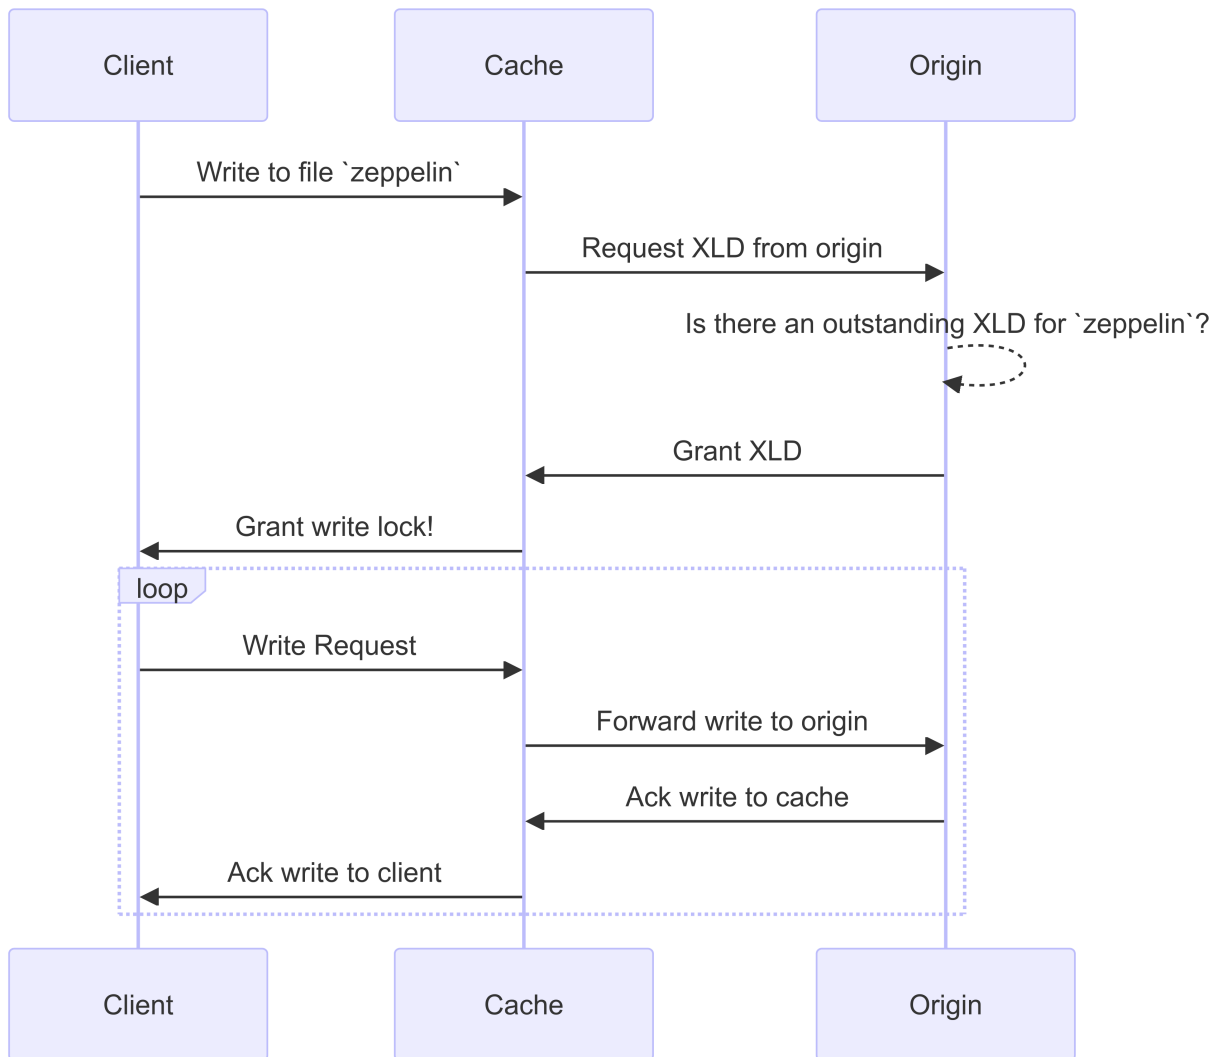 Client
Cache
Origin
Write to file `zeppelin`
Request XLD from origin
Is there an outstanding XLD for `zeppelin`?
Grant XLD
Grant write lock!
loop
Write Request
Forward write to origin
Ack write to cache
Ack write to client
Client
Cache
Origin